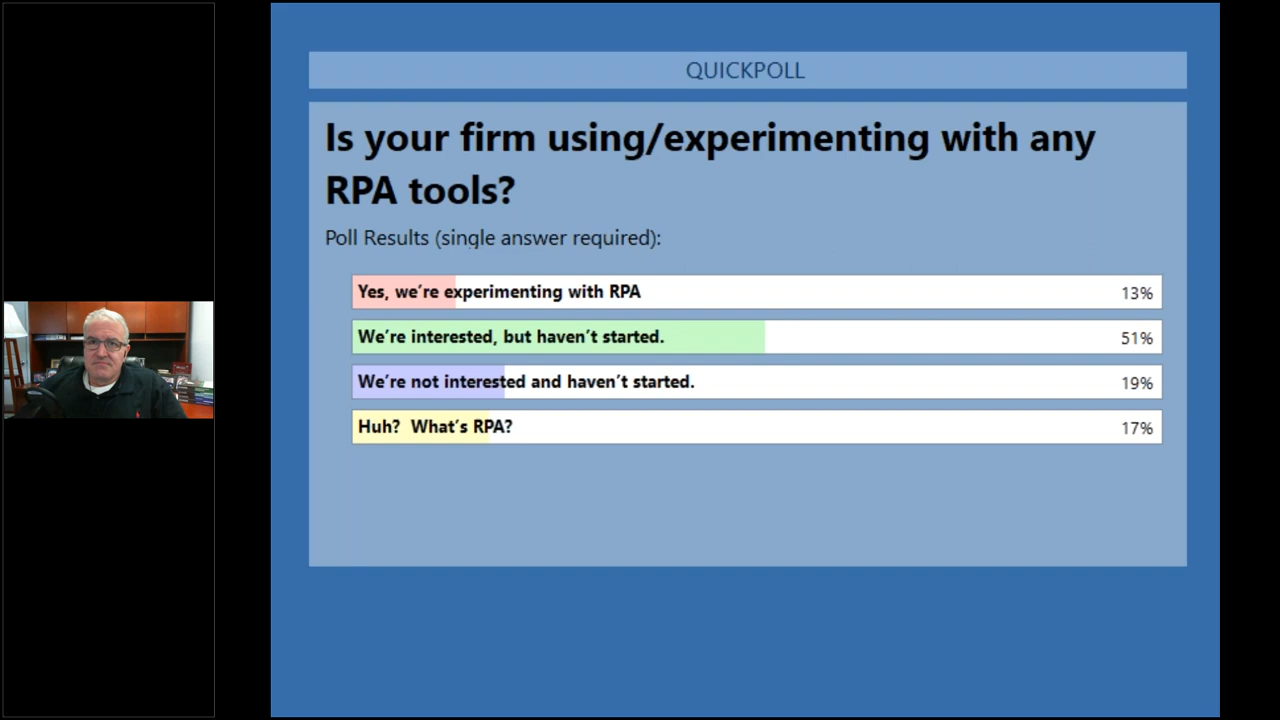 QUICKPOLL
Is your firm using/experimenting with any
RPA tools?
Poll Results (single answer required):
Yes, we’re experimenting with RPA 13%
We’re interested, but haven’t started. 51%
We’re not interested and haven’t started. 19%
Huh?  What’s RPA? 17%